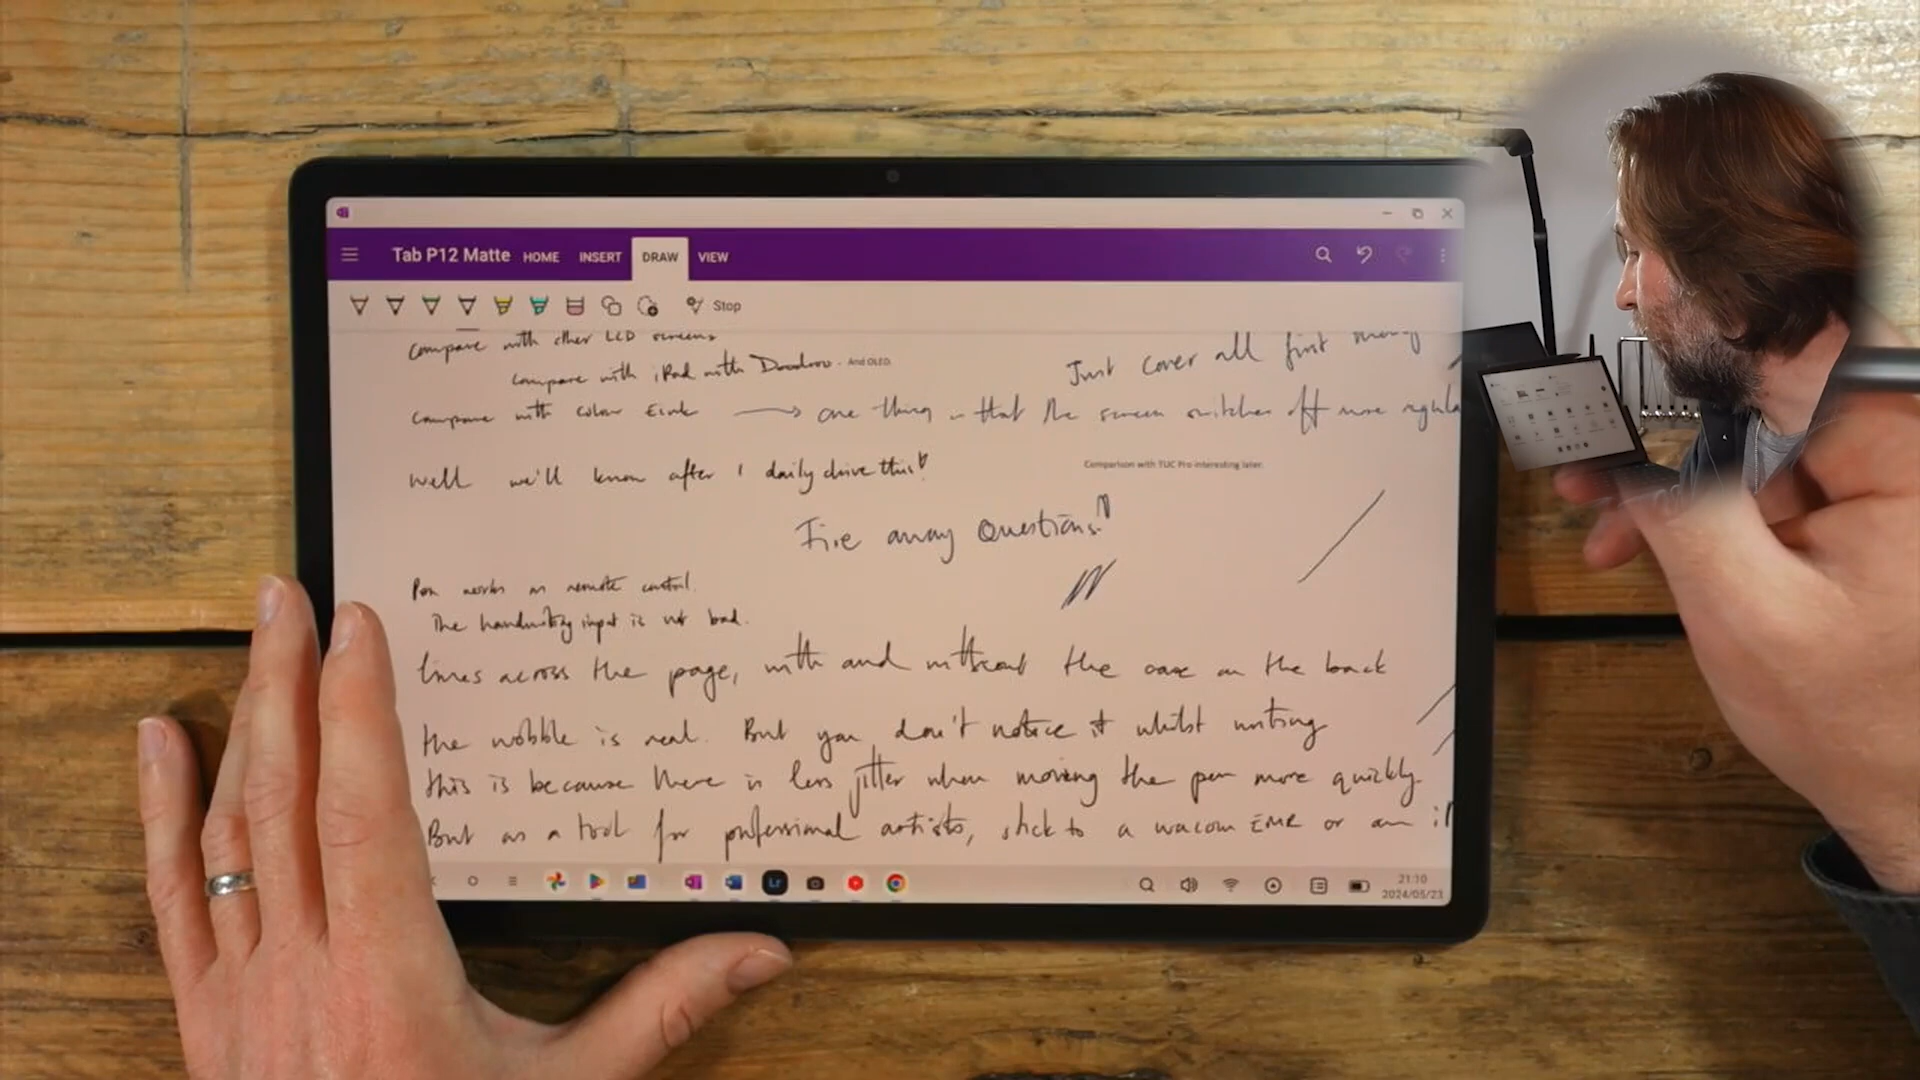 Tab P12 Matte HOME INSERT DRAW VIEW
Stop
Compare with other LCD screens
Just cover all first
compare with iPad with Doodroo - And OLED.
compare with colour Eink → one thing is that the screen switches off more regula
Comparison with TUC Pro-interesting later.
Well we'll know after I daily drive this!
Fire away Questions!
Pen works as remote control.
The handwriting input is not bad.
lines across the page, with and without the case on the back
the wobble is real. But you don't notice it whilst writing
this is because there is less jitter when moving the pen more quickly
But as a tool for professional artists, stick to a wacom EMR or an
Lr
21:10
2024/05/23